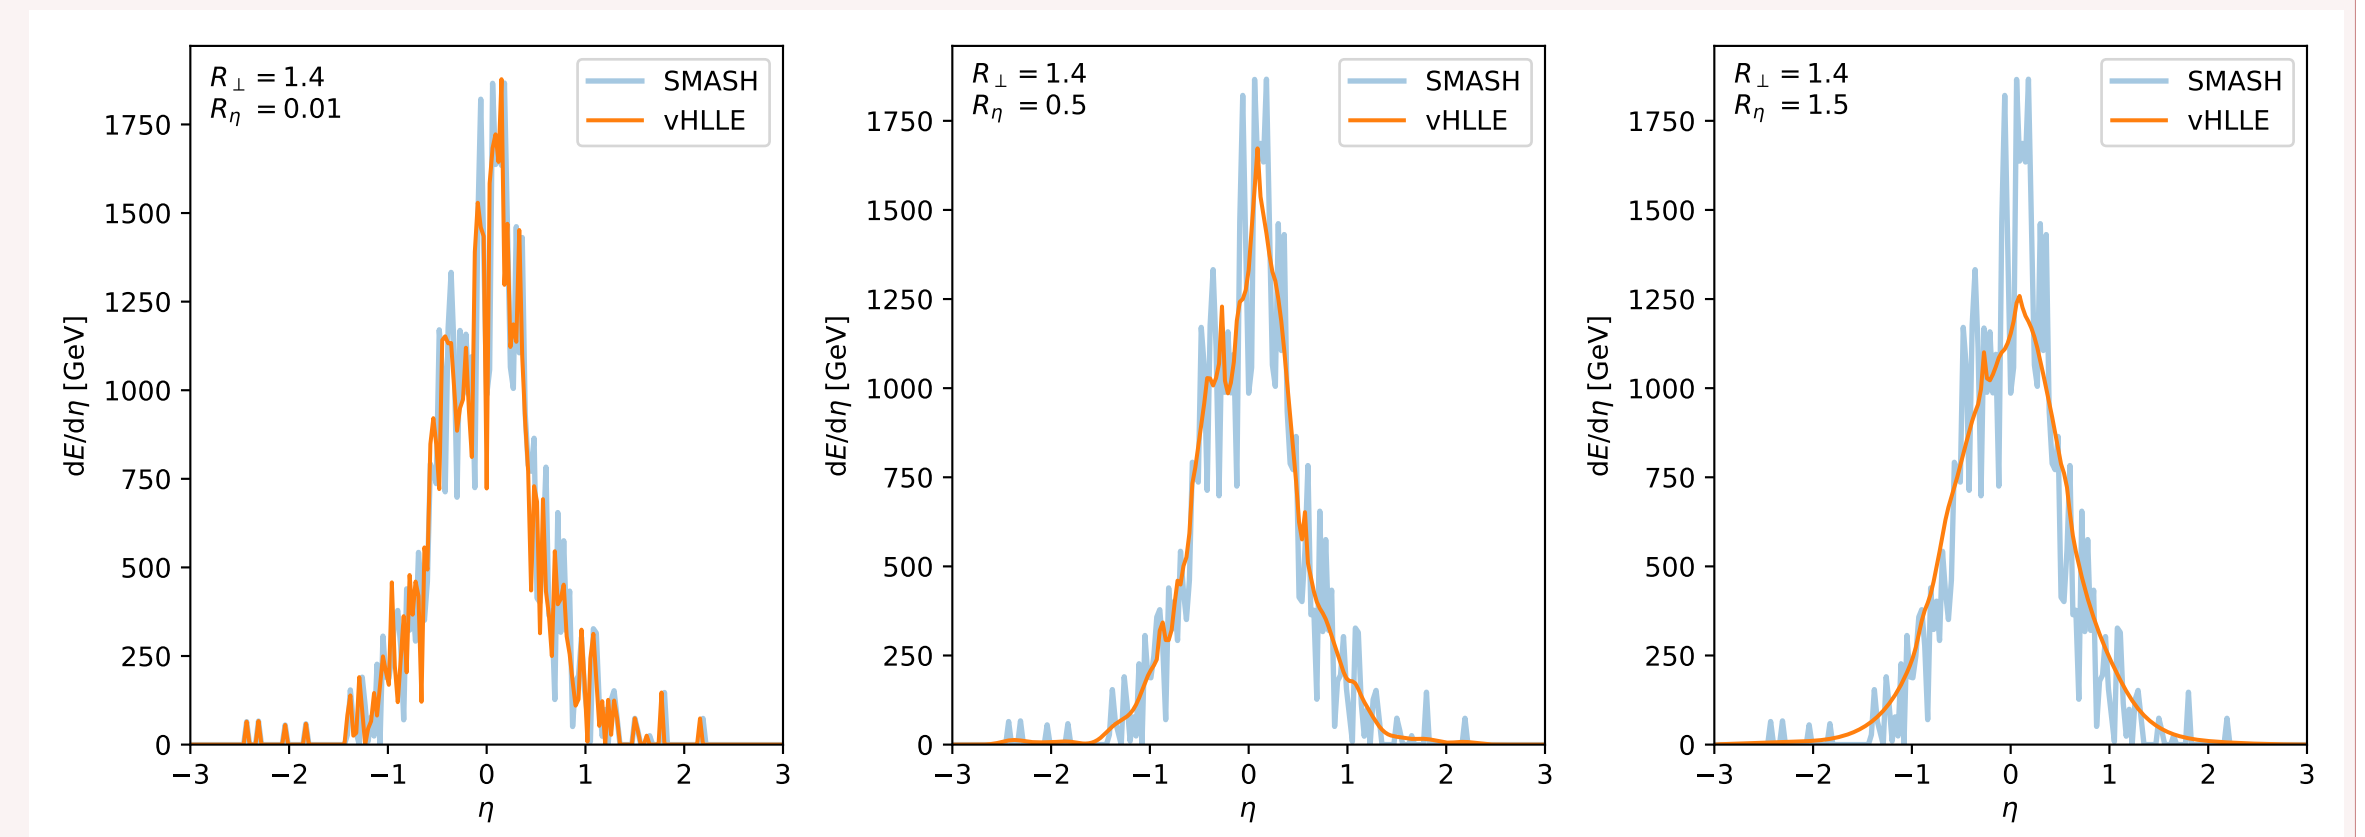 R⊥ = 1.4
Rη = 0.01
SMASH
vHLLE
1750
1500
1250
1000
750
500
250
0
dE/dη [GeV]
−3 −2 −1 0 1 2 3
η
R⊥ = 1.4
Rη = 0.5
SMASH
vHLLE
1750
1500
1250
1000
750
500
250
0
dE/dη [GeV]
−3 −2 −1 0 1 2 3
η
R⊥ = 1.4
Rη = 1.5
SMASH
vHLLE
1750
1500
1250
1000
750
500
250
0
dE/dη [GeV]
−3 −2 −1 0 1 2 3
η